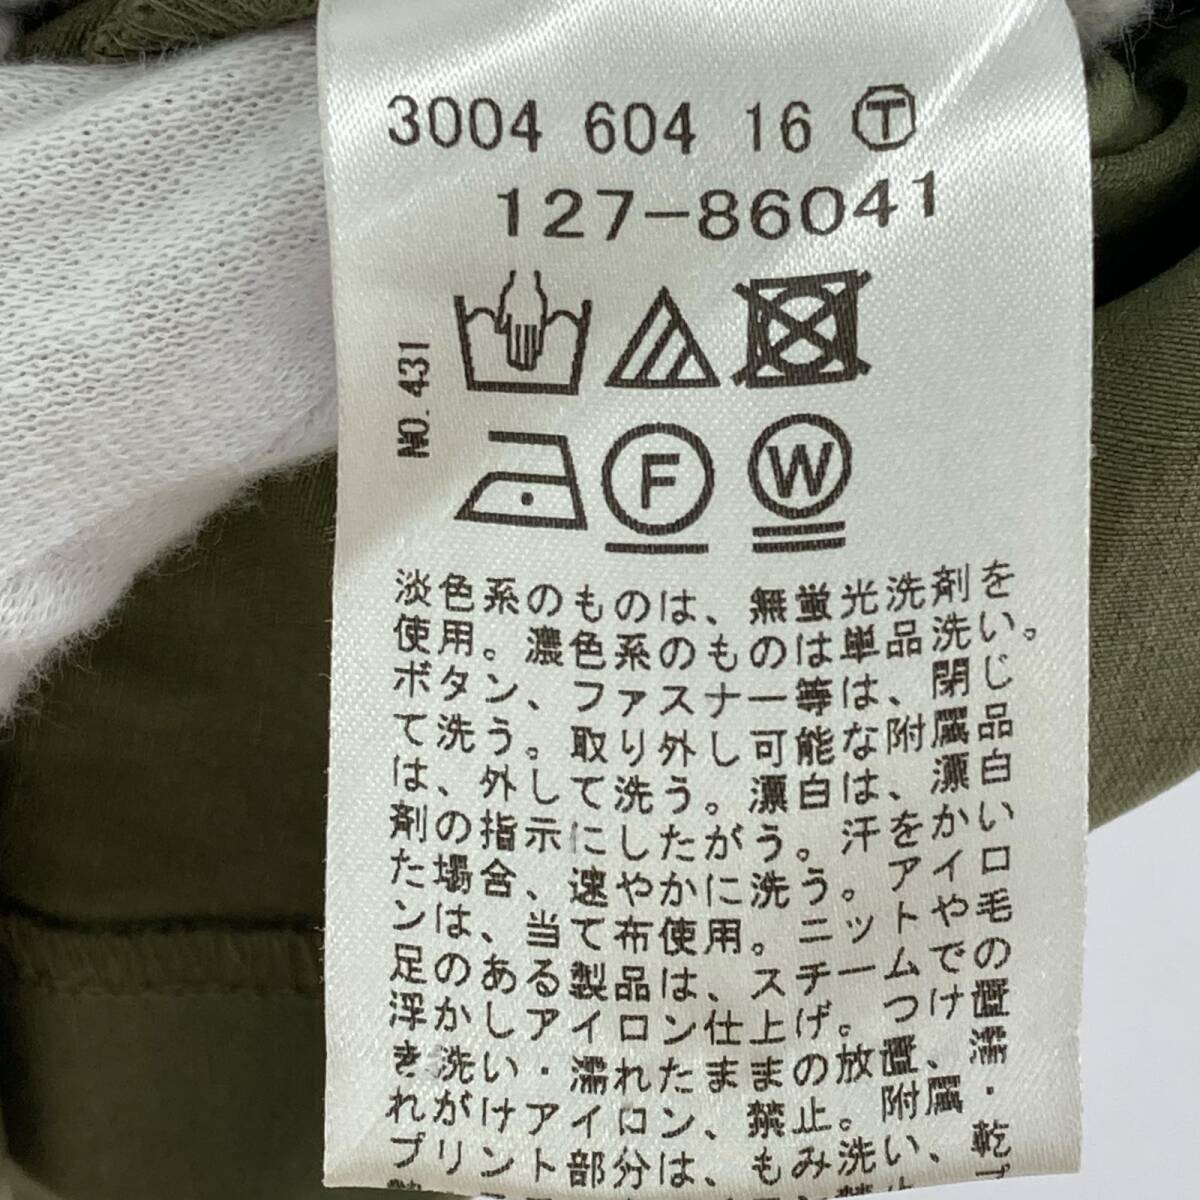 3004 604 16 Ⓣ
127-86041
NO. 431
F
W
淡色系のものは、無蛍光洗剤を
使用。濃色系のものは単品洗い。
ボタン、ファスナー等は、閉じ
て洗う。取り外し可能な附属品
は、外して洗う。漂白は、漂白
剤の指示にしたがう。汗をかい
た場合、速やかに洗う。アイロ
ンは、当て布使用。ニットや毛
足のある製品は、スチームでの
浮かしアイロン仕上げ。つけ置
き洗い・濡れたままの放置、濡
れがけアイロン、禁止。附属・
プリント部分は、もみ洗い、乾